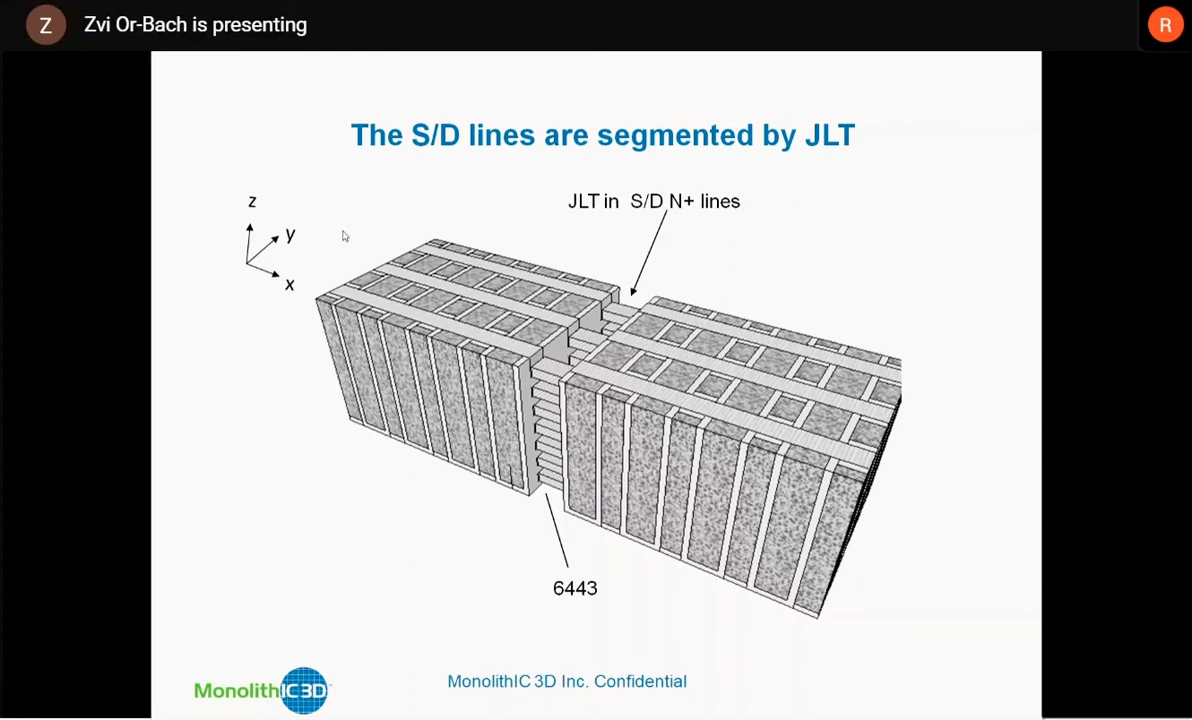 Z
Zvi Or-Bach is presenting
R
The S/D lines are segmented by JLT
z
y
x
JLT in S/D N+ lines
6443
MonolithIC3D
MonolithIC 3D Inc. Confidential